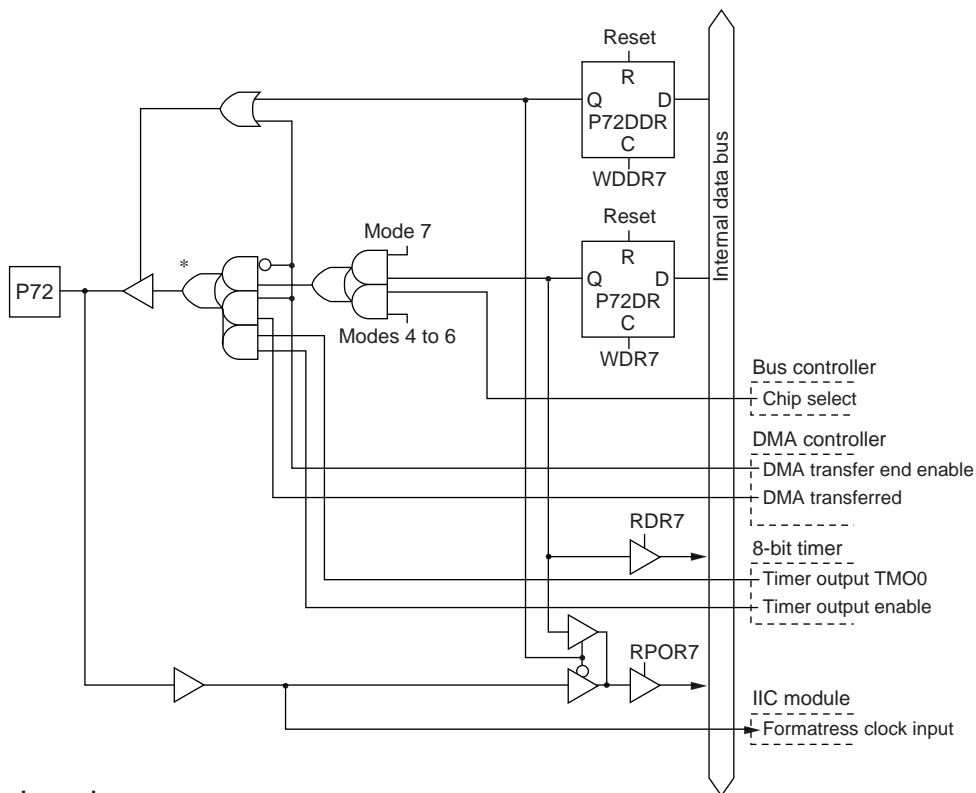 Reset
R
Q D
P72DDR
C
WDDR7
Internal data bus
Reset
R
Q D
P72DR
C
WDR7
Mode 7
*
P72
Modes 4 to 6
Bus controller
Chip select
DMA controller
DMA transfer end enable
DMA transferred
RDR7
8-bit timer
Timer output TMO0
Timer output enable
RPOR7
IIC module
Formatress clock input